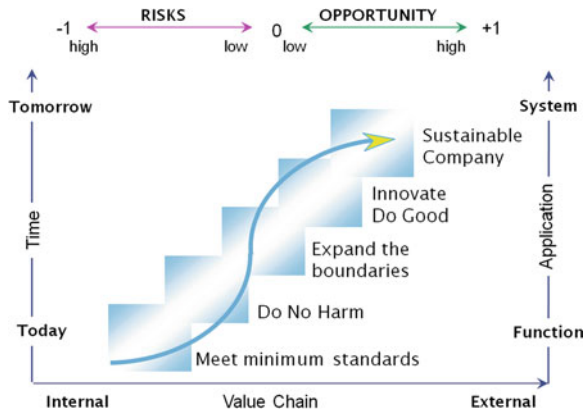 RISKS OPPORTUNITY
-1 0 +1
high low low high
Tomorrow System
Sustainable
Company
Innovate
Do Good
Time Application
Expand the
boundaries
Do No Harm
Today Function
Meet minimum standards
Internal Value Chain External